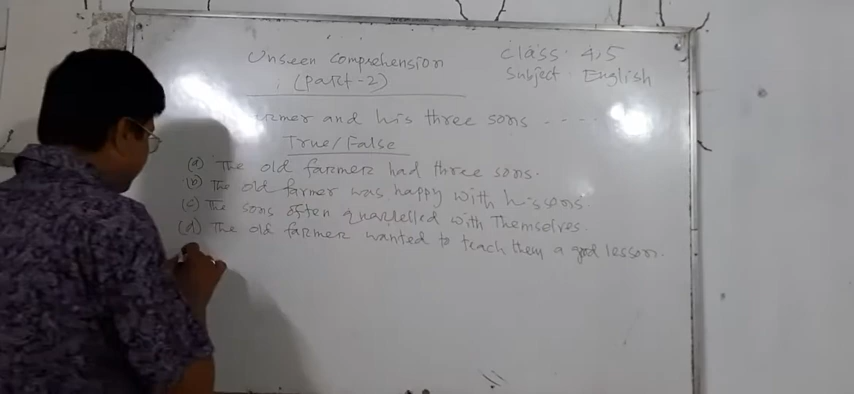 Unseen Comprehension
(part-2)
Class. 4,5
Subject. English
and his three sons ....
True/False
(a) The old farmer had three sons.
(b) The old farmer was happy with his sons.
(c) The sons often quarrelled with Themselves.
(d) The old farmer wanted to teach them a good lesson.